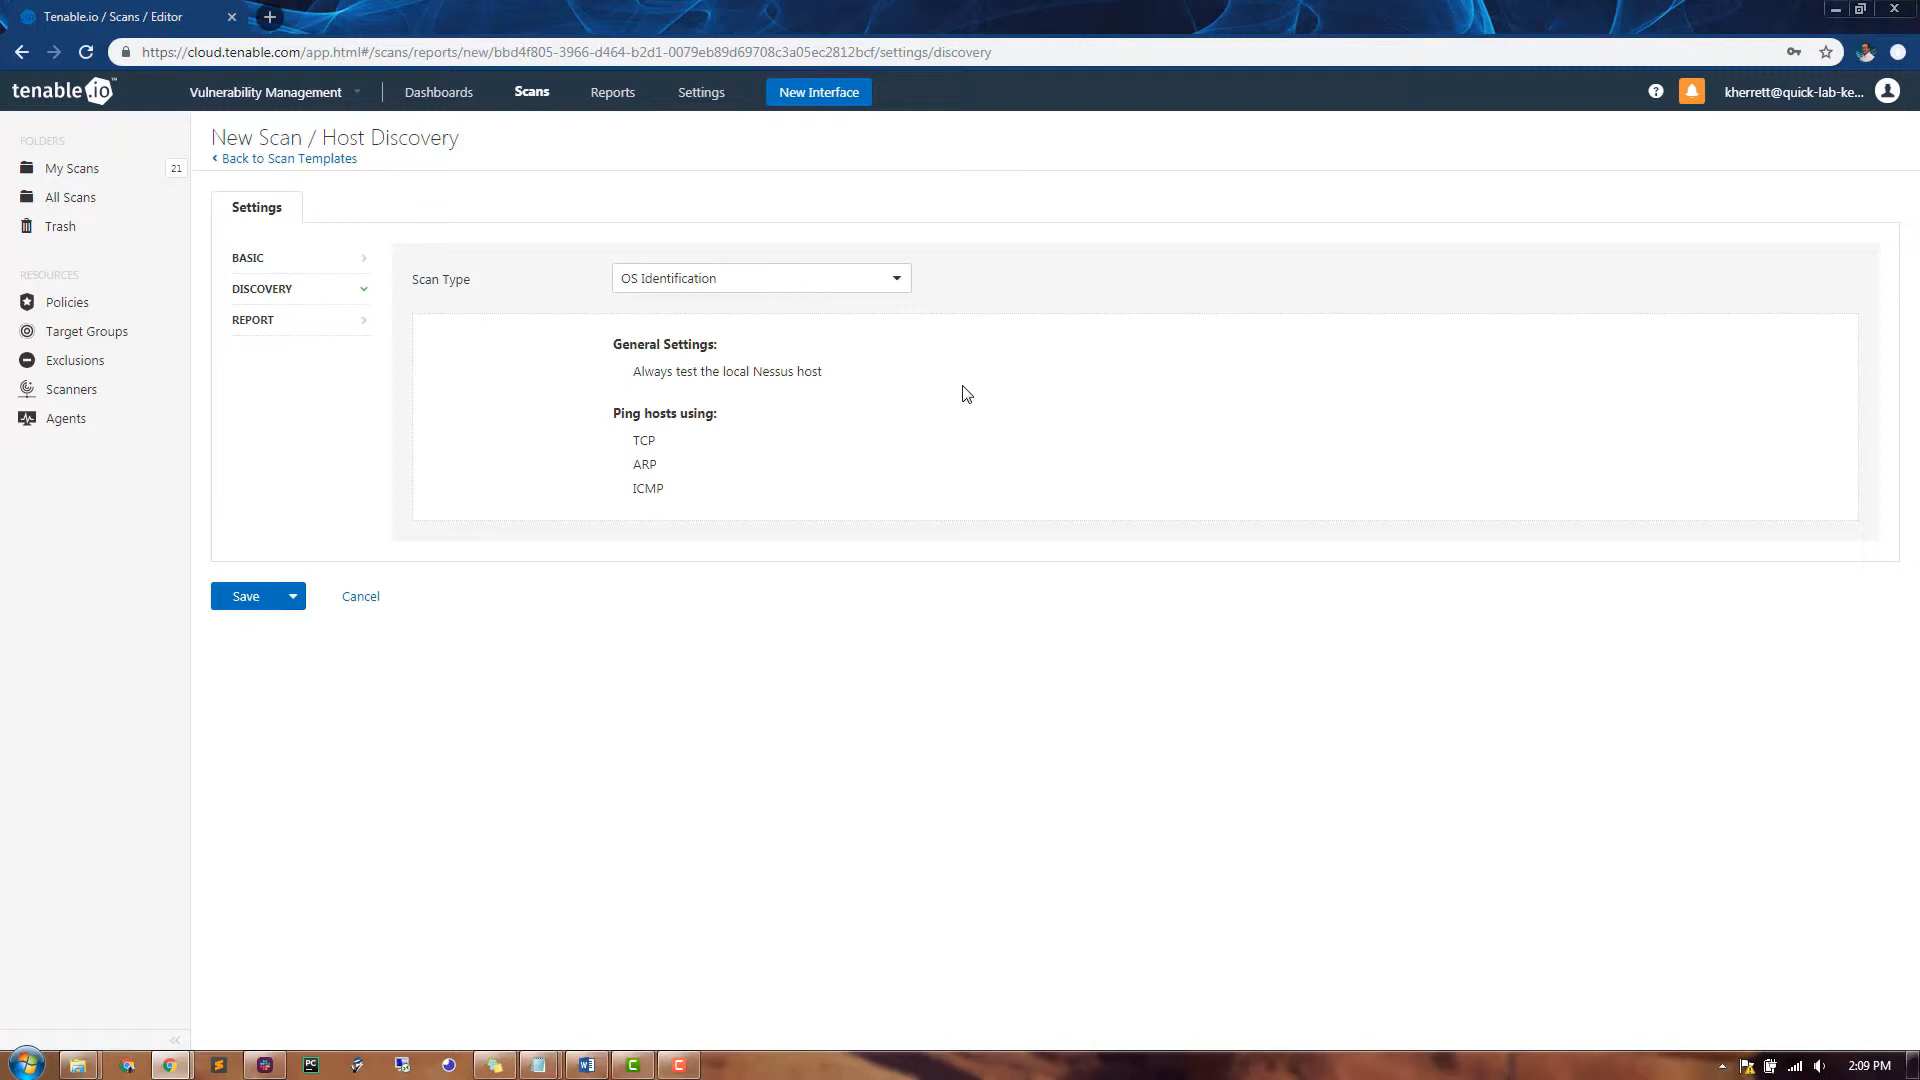 Tenable.io / Scans / Editor
https://cloud.tenable.com/app.html#/scans/reports/new/bbd4f805-3966-d464-b2d1-0079eb89d69708c3a05ec2812bcf/settings/discovery
tenable.io™ Vulnerability Management Dashboards Scans Reports Settings New Interface kherrett@quick-lab-ke...
FOLDERS
My Scans 21
All Scans
Trash
RESOURCES
Policies
Target Groups
Exclusions
Scanners
Agents
New Scan / Host Discovery
Back to Scan Templates
Settings
BASIC
DISCOVERY
REPORT
Scan Type OS Identification
General Settings:
Always test the local Nessus host
Ping hosts using:
TCP
ARP
ICMP
Save Cancel
2:09 PM